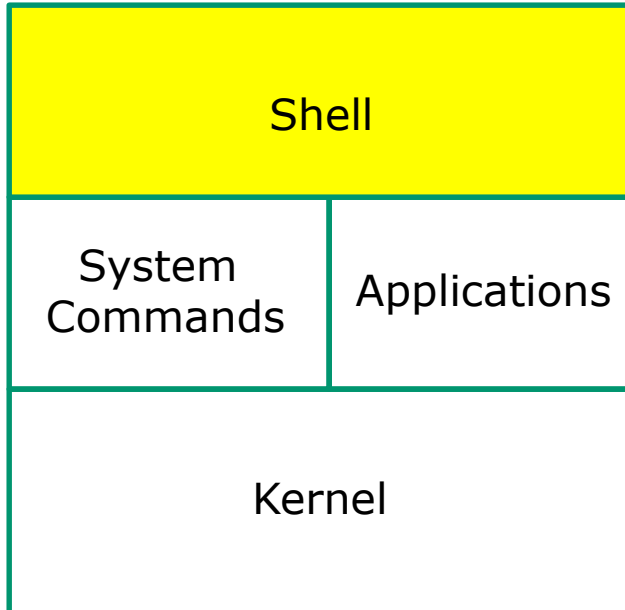 Shell
System
Commands
Applications
Kernel